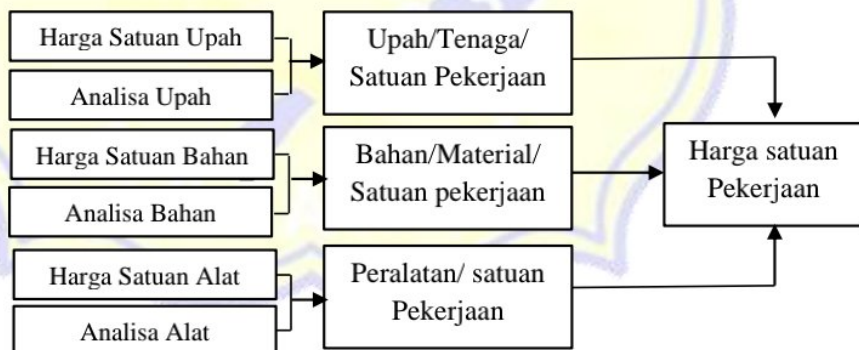 Harga Satuan Upah
Analisa Upah
Upah/Tenaga/
Satuan Pekerjaan
Harga Satuan Bahan
Analisa Bahan
Bahan/Material/
Satuan pekerjaan
Harga satuan
Pekerjaan
Harga Satuan Alat
Analisa Alat
Peralatan/ satuan
Pekerjaan